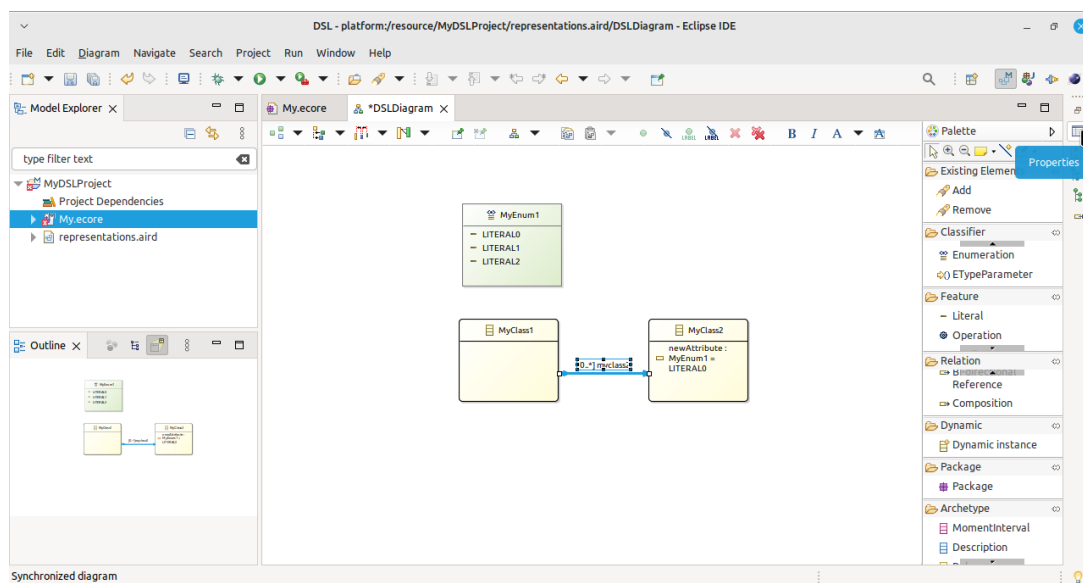 DSL - platform:/resource/MyDSLProject/representations.aird/DSLDiagram - Eclipse IDE
File Edit Diagram Navigate Search Project Run Window Help
Model Explorer
type filter text
MyDSLProject
Project Dependencies
My.ecore
representations.aird
Outline
My.ecore
*DSLDiagram
B I A
MyEnum1
LITERAL0
LITERAL1
LITERAL2
MyClass1
[0..*] myclass2
MyClass2
newAttribute :
MyEnum1 =
LITERAL0
Palette
Properties
Existing Elemen
Add
Remove
Classifier
Enumeration
ETypeParameter
Feature
Literal
Operation
Relation
Reference
Composition
Dynamic
Dynamic instance
Package
Package
Archetype
MomentInterval
Description
Synchronized diagram